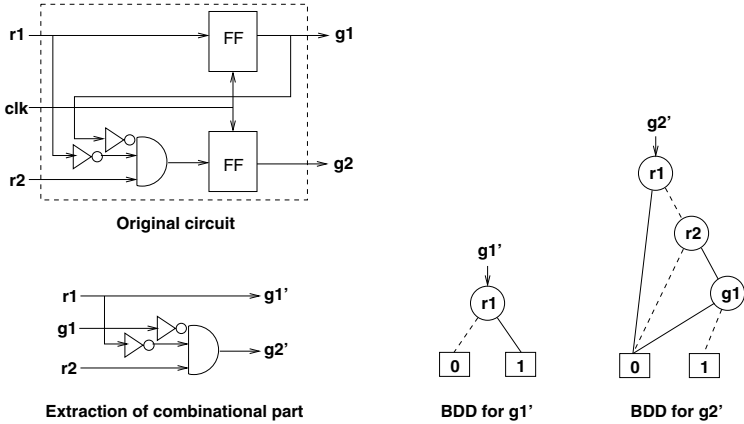 r1
FF
g1
clk
FF
g2
r2
Original circuit
r1
g1'
g1
g2'
r2
Extraction of combinational part
g1'
r1
0
1
BDD for g1'
g2'
r1
r2
g1
0
1
BDD for g2'